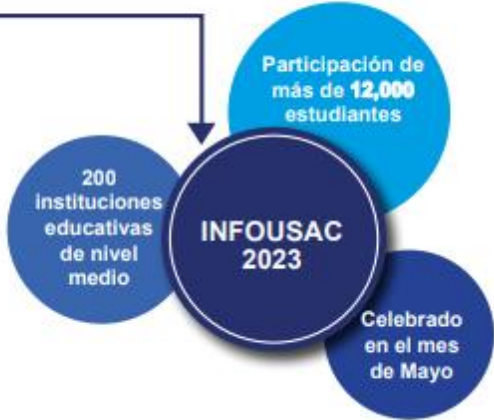 Participación de
más de 12,000
estudiantes
200
instituciones
educativas
de nivel
medio
INFOUSAC
2023
Celebrado
en el mes
de Mayo